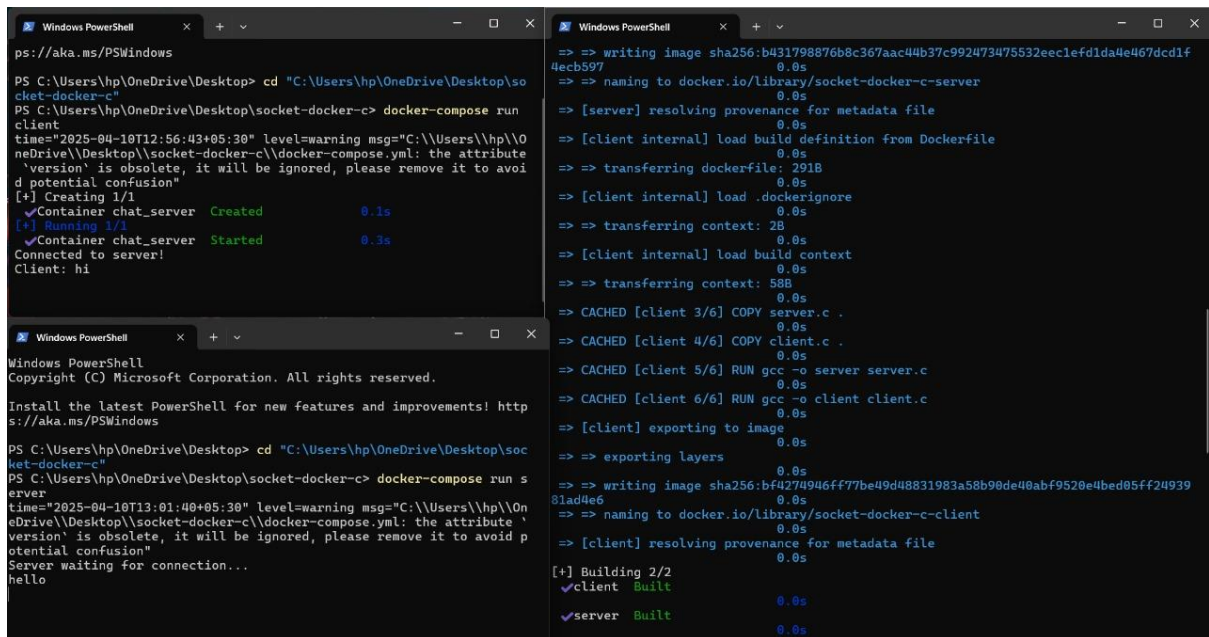 Windows PowerShell
ps://aka.ms/PSWindows
PS C:\Users\hp\OneDrive\Desktop> cd "C:\Users\hp\OneDrive\Desktop\so
cket-docker-c"
PS C:\Users\hp\OneDrive\Desktop\socket-docker-c> docker-compose run
client
time="2025-04-10T12:56:43+05:30" level=warning msg="C:\\Users\\hp\\O
neDrive\\Desktop\\socket-docker-c\\docker-compose.yml: the attribute
`version` is obsolete, it will be ignored, please remove it to avoi
d potential confusion"
[+] Creating 1/1
✔Container chat_server Created 0.1s
[+] Running 1/1
✔Container chat_server Started 0.3s
Connected to server!
Client: hi
Windows PowerShell
Windows PowerShell
Copyright (C) Microsoft Corporation. All rights reserved.
Install the latest PowerShell for new features and improvements! http
s://aka.ms/PSWindows
PS C:\Users\hp\OneDrive\Desktop> cd "C:\Users\hp\OneDrive\Desktop\soc
ket-docker-c"
PS C:\Users\hp\OneDrive\Desktop\socket-docker-c> docker-compose run s
erver
time="2025-04-10T13:01:40+05:30" level=warning msg="C:\\Users\\hp\\On
eDrive\\Desktop\\socket-docker-c\\docker-compose.yml: the attribute `
version` is obsolete, it will be ignored, please remove it to avoid p
otential confusion"
Server waiting for connection...
hello
Windows PowerShell
=> => writing image sha256:b431798876b8c367aac44b37c992473475532eec1efd1da4e467dcd1f
4ecb597 0.0s
=> => naming to docker.io/library/socket-docker-c-server
0.0s
=> [server] resolving provenance for metadata file
0.0s
=> [client internal] load build definition from Dockerfile
0.0s
=> => transferring dockerfile: 291B
0.0s
=> [client internal] load .dockerignore
0.0s
=> => transferring context: 2B
0.0s
=> [client internal] load build context
0.0s
=> => transferring context: 58B
0.0s
=> CACHED [client 3/6] COPY server.c .
0.0s
=> CACHED [client 4/6] COPY client.c .
0.0s
=> CACHED [client 5/6] RUN gcc -o server server.c
0.0s
=> CACHED [client 6/6] RUN gcc -o client client.c
0.0s
=> [client] exporting to image
0.0s
=> => exporting layers
0.0s
=> => writing image sha256:bf4274946ff77be49d48831983a58b90de40abf9520e4bed05ff24939
81ad4e6 0.0s
=> => naming to docker.io/library/socket-docker-c-client
0.0s
=> [client] resolving provenance for metadata file
0.0s
[+] Building 2/2
✔client Built
0.0s
✔server Built
0.0s